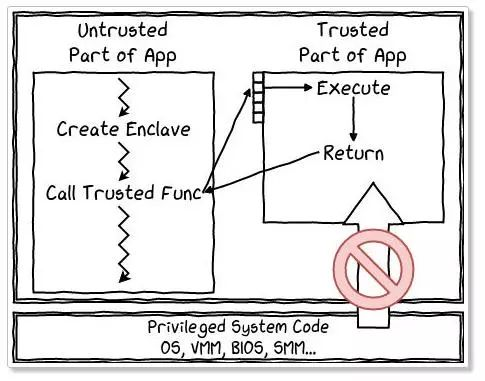 Untrusted
Part of App
Trusted
Part of App
Create Enclave
Call Trusted Func
Execute
Return
Privileged System Code
OS, VMM, BIOS, SMM...